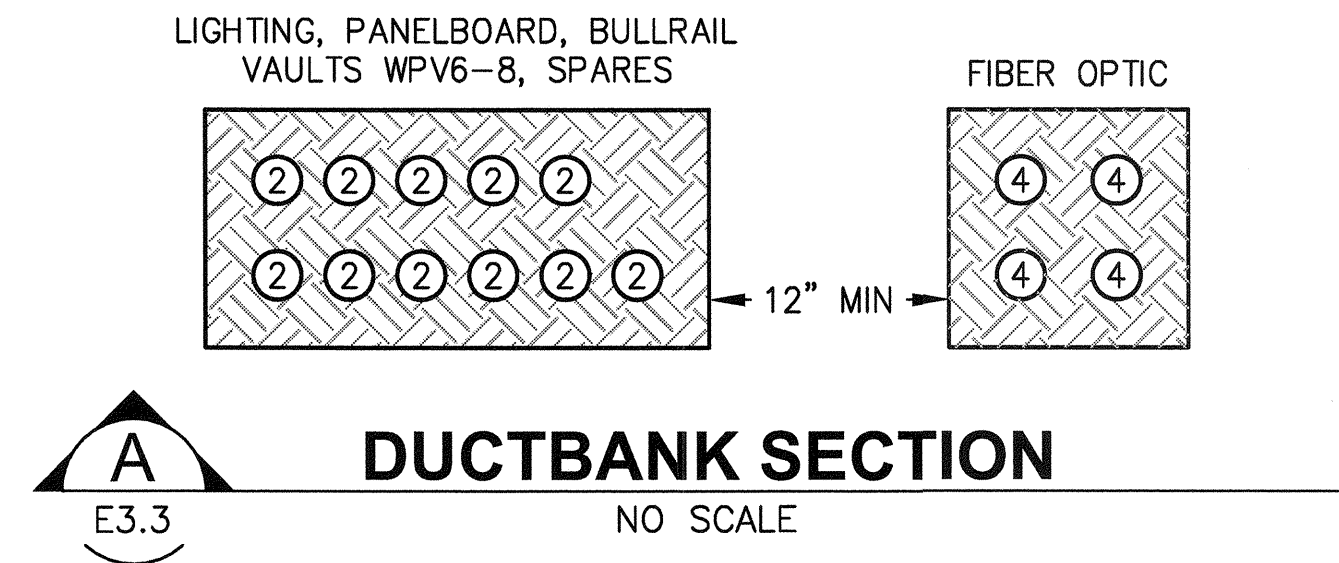 LIGHTING, PANELBOARD, BULLRAIL
VAULTS WPV6-8, SPARES
FIBER OPTIC
2 2 2 2 2
4 4
2 2 2 2 2 2
4 4
12" MIN
A
DUCTBANK SECTION
E3.3
NO SCALE